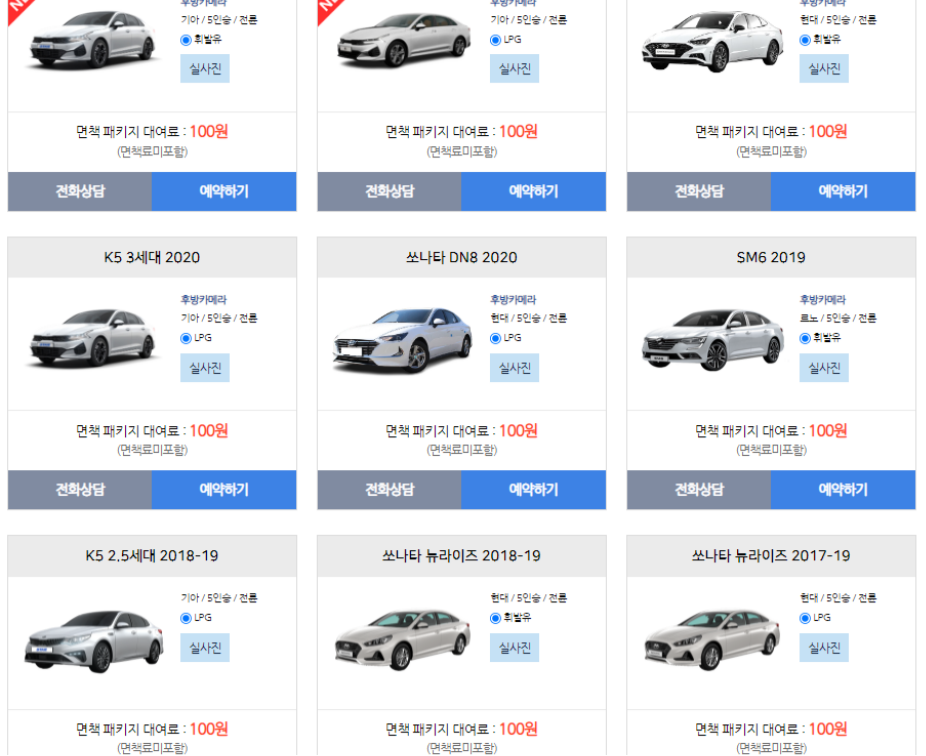 후방카메라
기아 / 5인승 / 전륜
휘발유
실사진
면책 패키지 대여료 : 100원
(면책료미포함)
전화상담 예약하기
후방카메라
기아 / 5인승 / 전륜
LPG
실사진
면책 패키지 대여료 : 100원
(면책료미포함)
전화상담 예약하기
후방카메라
현대 / 5인승 / 전륜
휘발유
실사진
면책 패키지 대여료 : 100원
(면책료미포함)
전화상담 예약하기
K5 3세대 2020
후방카메라
기아 / 5인승 / 전륜
LPG
실사진
면책 패키지 대여료 : 100원
(면책료미포함)
전화상담 예약하기
쏘나타 DN8 2020
후방카메라
현대 / 5인승 / 전륜
LPG
실사진
면책 패키지 대여료 : 100원
(면책료미포함)
전화상담 예약하기
SM6 2019
후방카메라
르노 / 5인승 / 전륜
휘발유
실사진
면책 패키지 대여료 : 100원
(면책료미포함)
전화상담 예약하기
K5 2.5세대 2018-19
기아 / 5인승 / 전륜
LPG
실사진
면책 패키지 대여료 : 100원
(면책료미포함)
쏘나타 뉴라이즈 2018-19
현대 / 5인승 / 전륜
휘발유
실사진
면책 패키지 대여료 : 100원
(면책료미포함)
쏘나타 뉴라이즈 2017-19
현대 / 5인승 / 전륜
LPG
실사진
면책 패키지 대여료 : 100원
(면책료미포함)